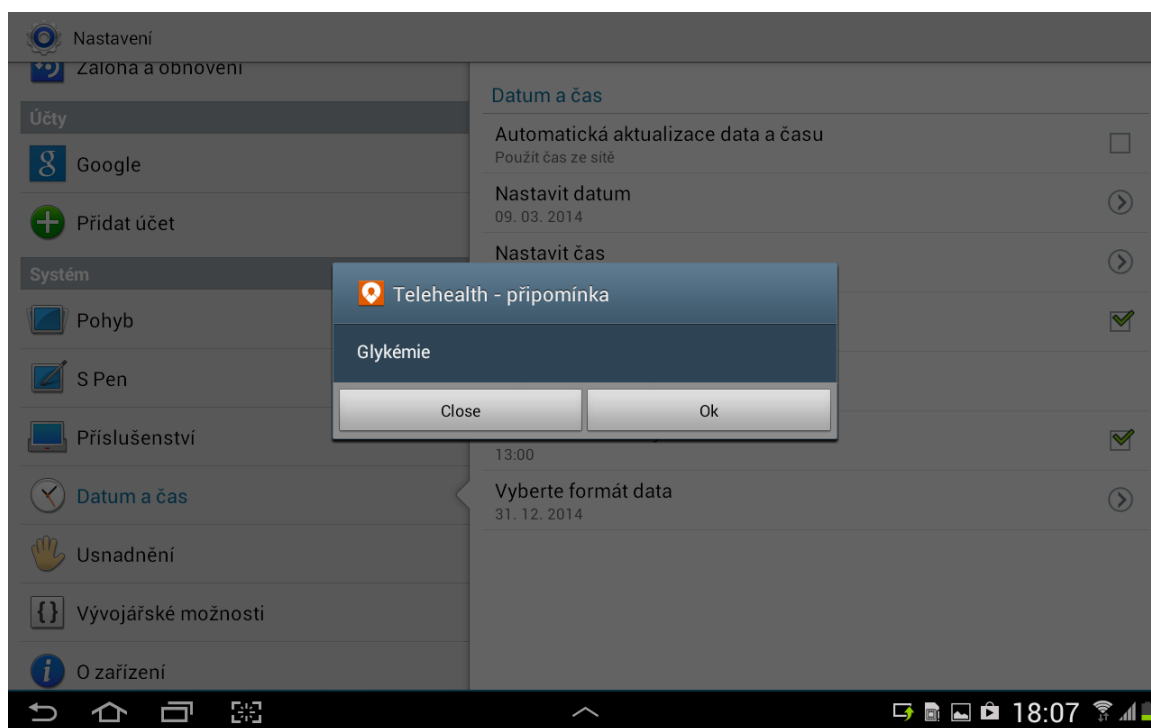 Nastavení
Záloha a obnovení
Účty
Google
Přidat účet
Systém
Pohyb
S Pen
Příslušenství
Datum a čas
Usnadnění
Vývojářské možnosti
O zařízení
Datum a čas
Automatická aktualizace data a času
Použít čas ze sítě
Nastavit datum
09. 03. 2014
Nastavit čas
Telehealth - připomínka
Glykémie
Close
Ok
13:00
Vyberte formát data
31. 12. 2014
18:07